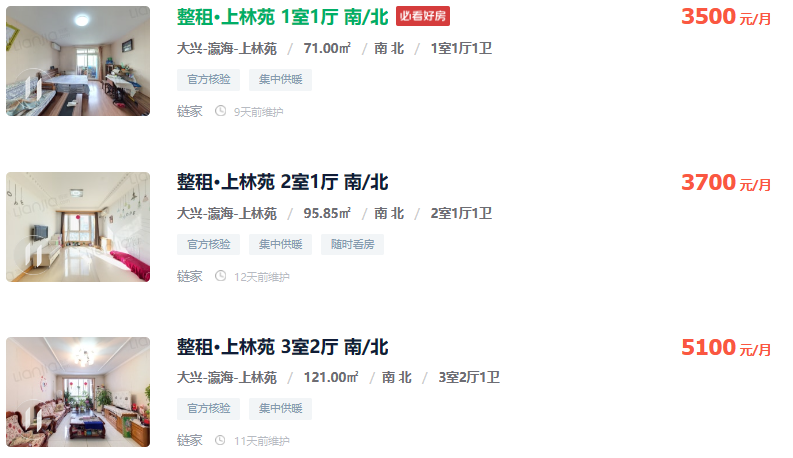 整租·上林苑 1室1厅 南/北 必看好房 3500 元/月
大兴-瀛海-上林苑 / 71.00㎡ / 南 北 / 1室1厅1卫
官方核验 集中供暖
链家 9天前维护
整租·上林苑 2室1厅 南/北 3700 元/月
大兴-瀛海-上林苑 / 95.85㎡ / 南 北 / 2室1厅1卫
官方核验 集中供暖 随时看房
链家 12天前维护
整租·上林苑 3室2厅 南/北 5100 元/月
大兴-瀛海-上林苑 / 121.00㎡ / 南 北 / 3室2厅1卫
官方核验 集中供暖
链家 11天前维护